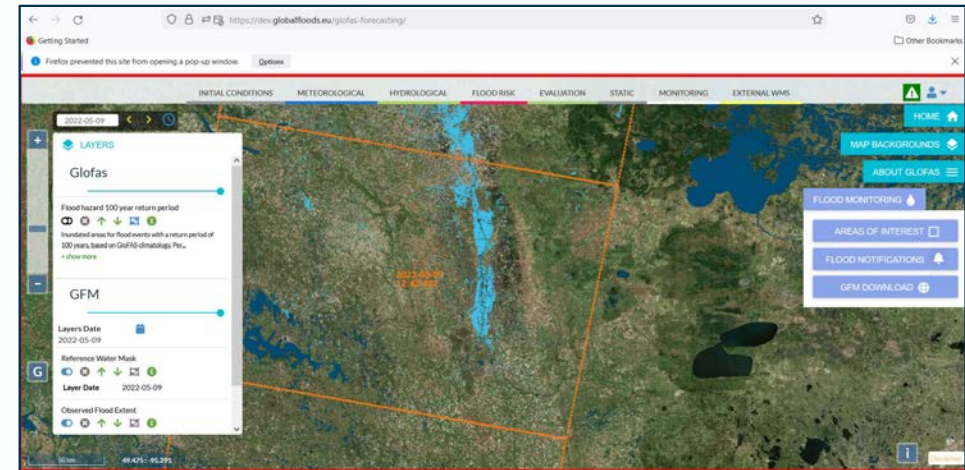 https://dev.globalfloods.eu/glofas-forecasting/
Getting Started
Other Bookmarks
Firefox prevented this site from opening a pop-up window.
Options
INITIAL CONDITIONS
METEOROLOGICAL
HYDROLOGICAL
FLOOD RISK
EVALUATION
STATIC
MONITORING
EXTERNAL WMS
2022-05-09
HOME
LAYERS
MAP BACKGROUNDS
Glofas
ABOUT GLOFAS
FLOOD MONITORING
Flood hazard 100 year return period
Inundated areas for flood events with a return period of
100 years, based on GloFAS climatology. Per...
+ show more
AREAS OF INTEREST
FLOOD NOTIFICATIONS
GFM DOWNLOAD
GFM
Layers Date
2022-05-09
Reference Water Mask
G
Layer Date 2022-05-09
Observed Flood Extent
49.475 : -95.291
i